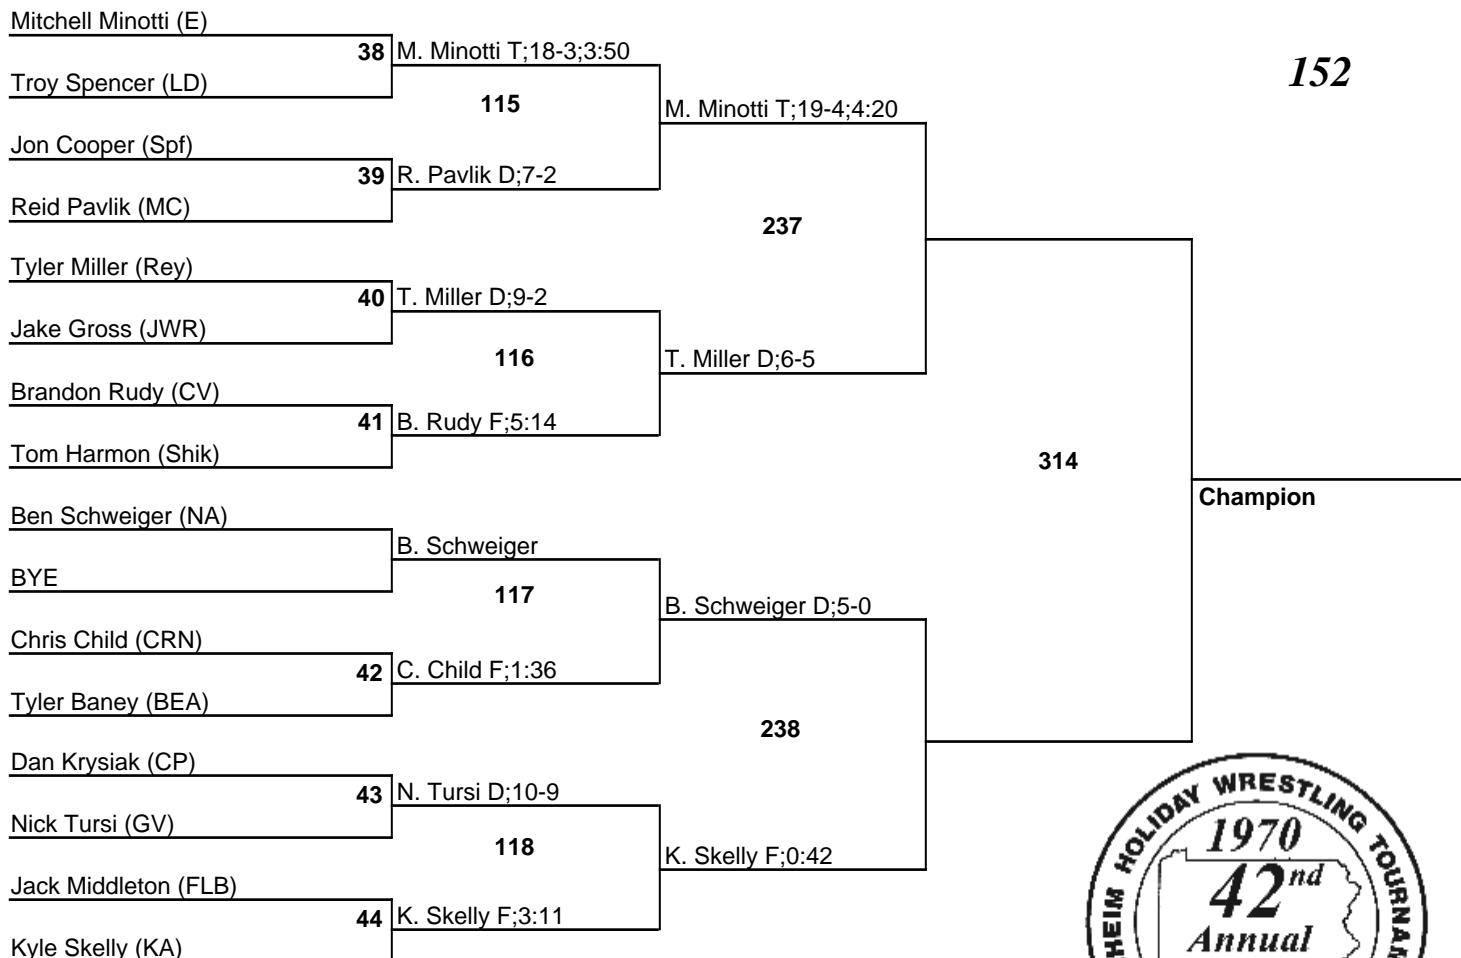 Mitchell Minotti (E)
38 M. Minotti T;18-3;3:50
152
Troy Spencer (LD)
115
M. Minotti T;19-4;4:20
Jon Cooper (Spf)
39 R. Pavlik D;7-2
Reid Pavlik (MC)
237
Tyler Miller (Rey)
40 T. Miller D;9-2
Jake Gross (JWR)
116
T. Miller D;6-5
Brandon Rudy (CV)
41 B. Rudy F;5:14
Tom Harmon (Shik)
314
Champion
Ben Schweiger (NA)
B. Schweiger
BYE
117
B. Schweiger D;5-0
Chris Child (CRN)
42 C. Child F;1:36
Tyler Baney (BEA)
238
Dan Krysiak (CP)
43 N. Tursi D;10-9
Nick Tursi (GV)
118
K. Skelly F;0:42
Jack Middleton (FLB)
44 K. Skelly F;3:11
Kyle Skelly (KA)
HEIM HOLIDAY WRESTLING TOURNAM
1970
42nd
Annual